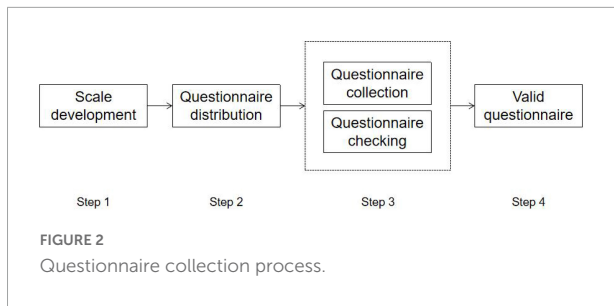 Scale
development
Questionnaire
distribution
Questionnaire
collection
Questionnaire
checking
Valid
questionnaire
Step 1
Step 2
Step 3
Step 4
FIGURE 2
Questionnaire collection process.